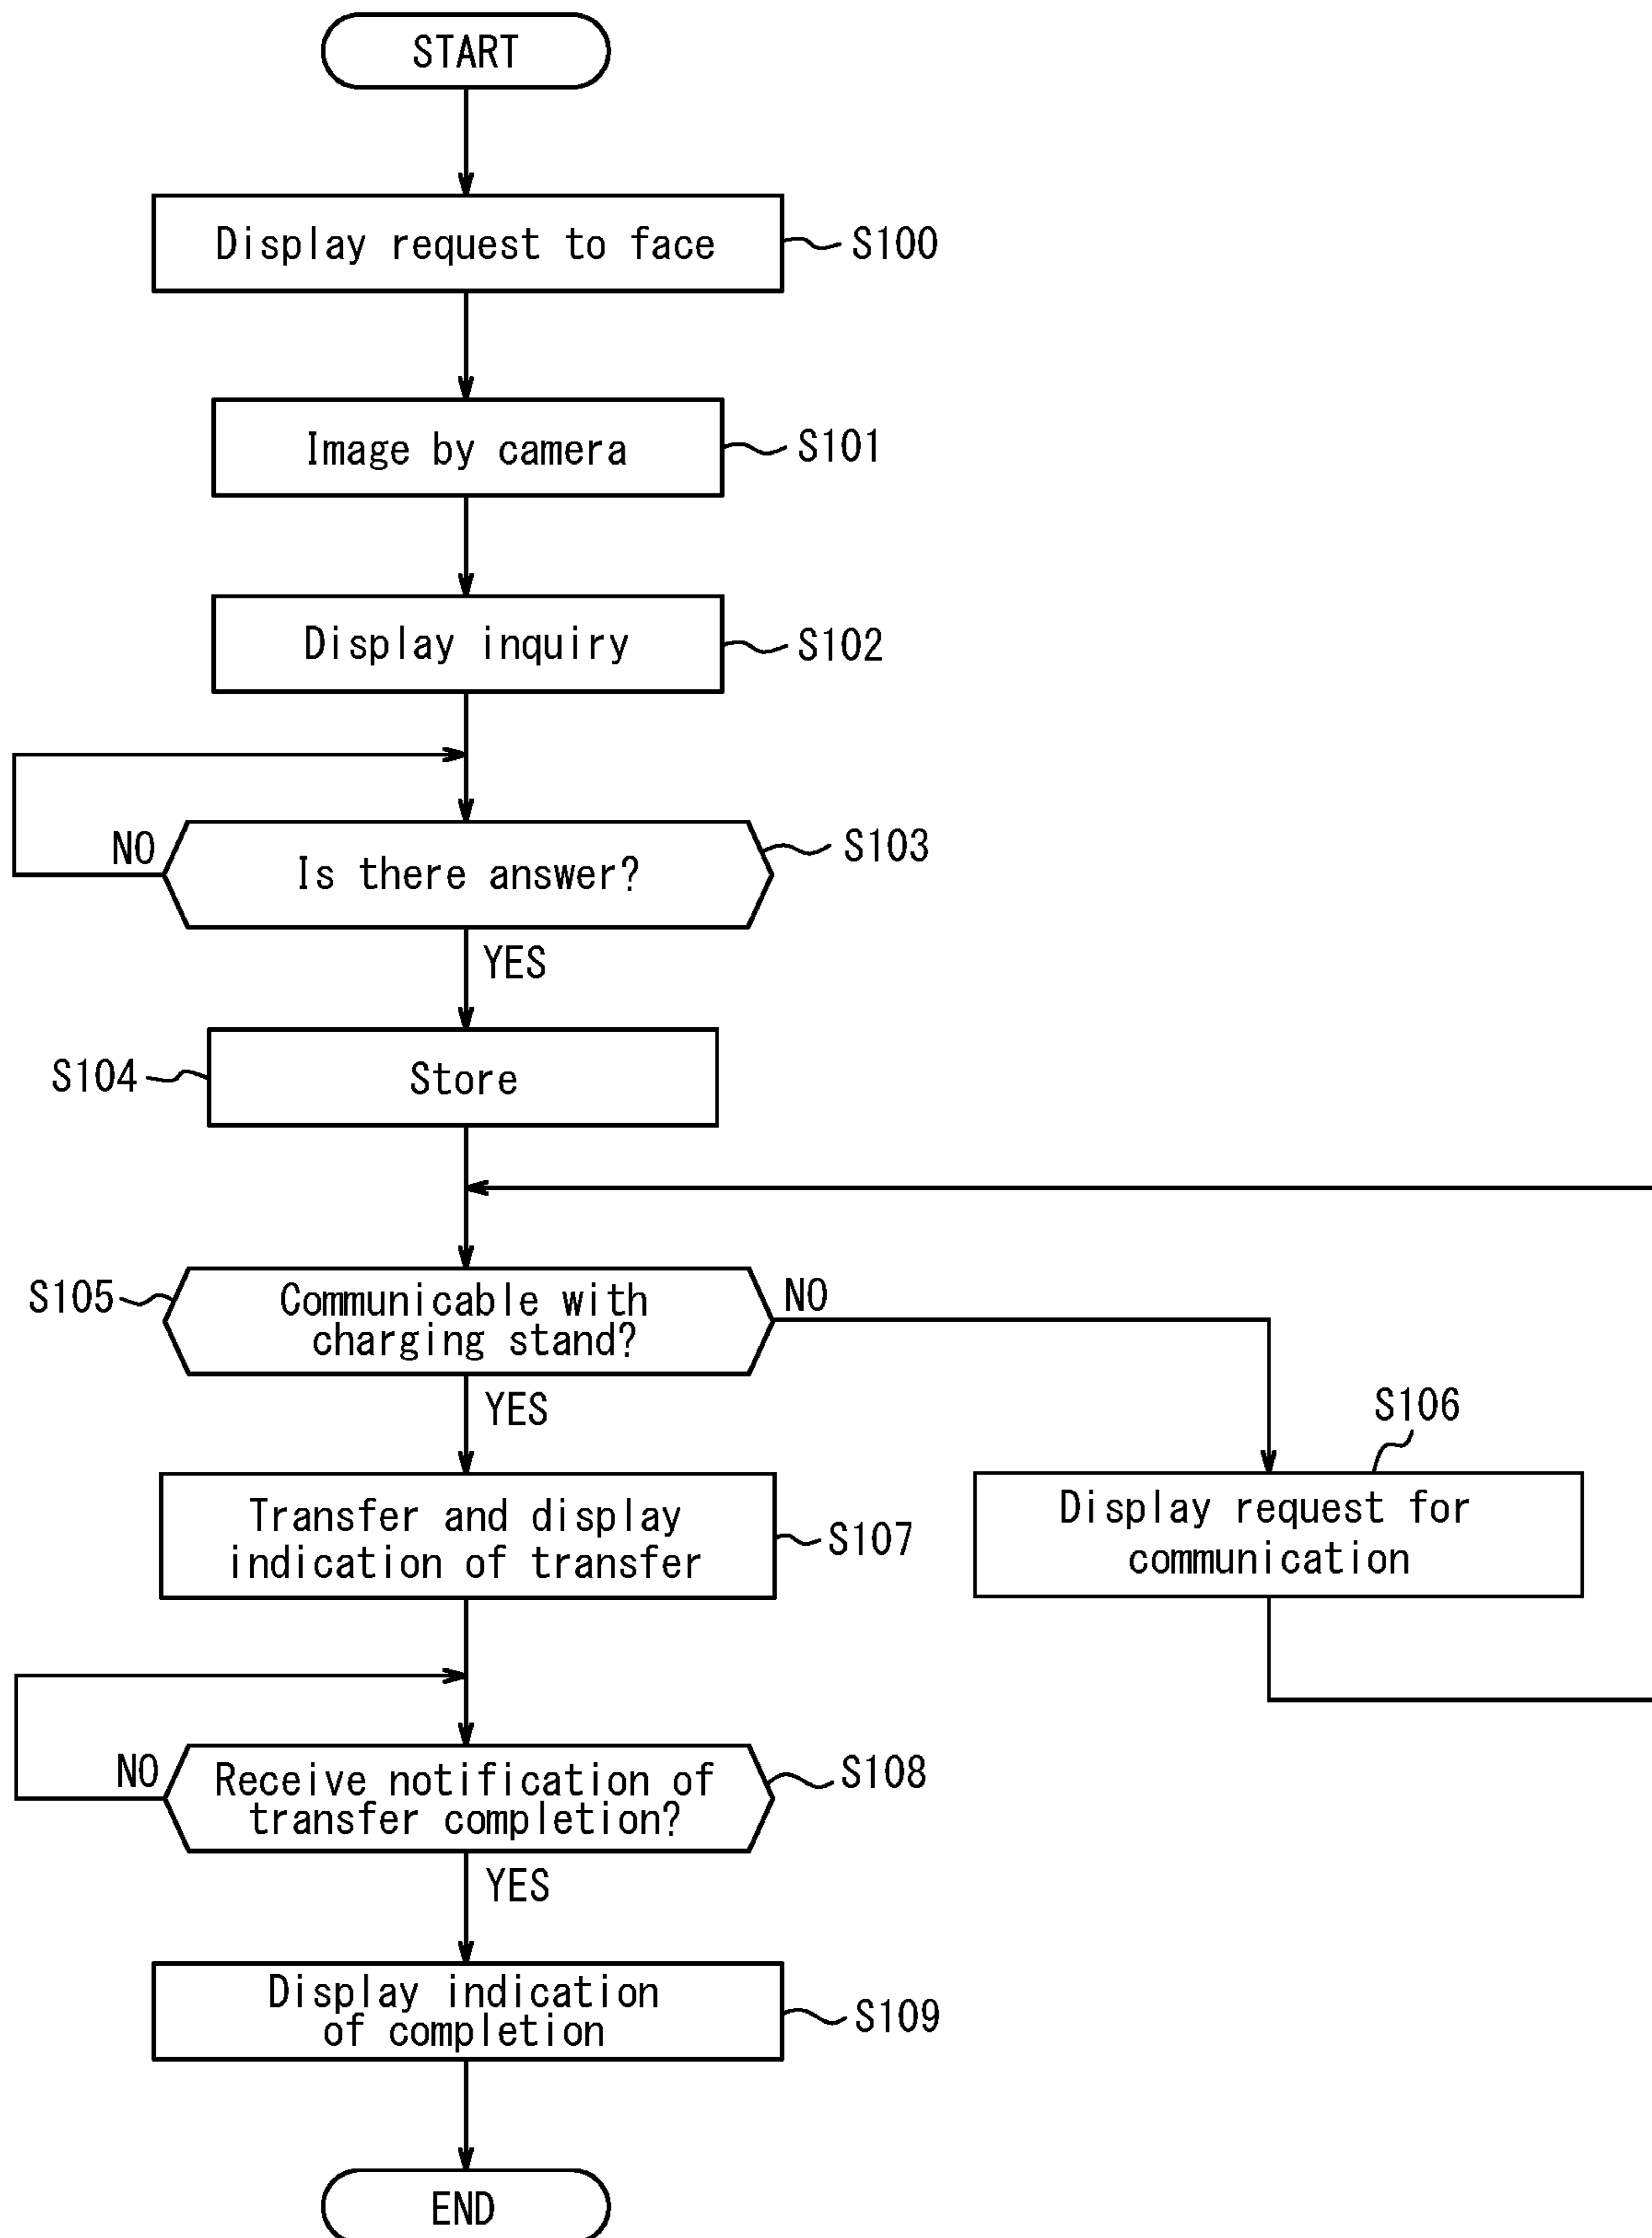 START
Display request to face
S100
Image by camera
S101
Display inquiry
S102
NO
Is there answer?
S103
YES
S104
Store
S105
Communicable with
charging stand?
NO
YES
S106
Transfer and display
indication of transfer
S107
Display request for
communication
NO
Receive notification of
transfer completion?
S108
YES
Display indication
of completion
S109
END